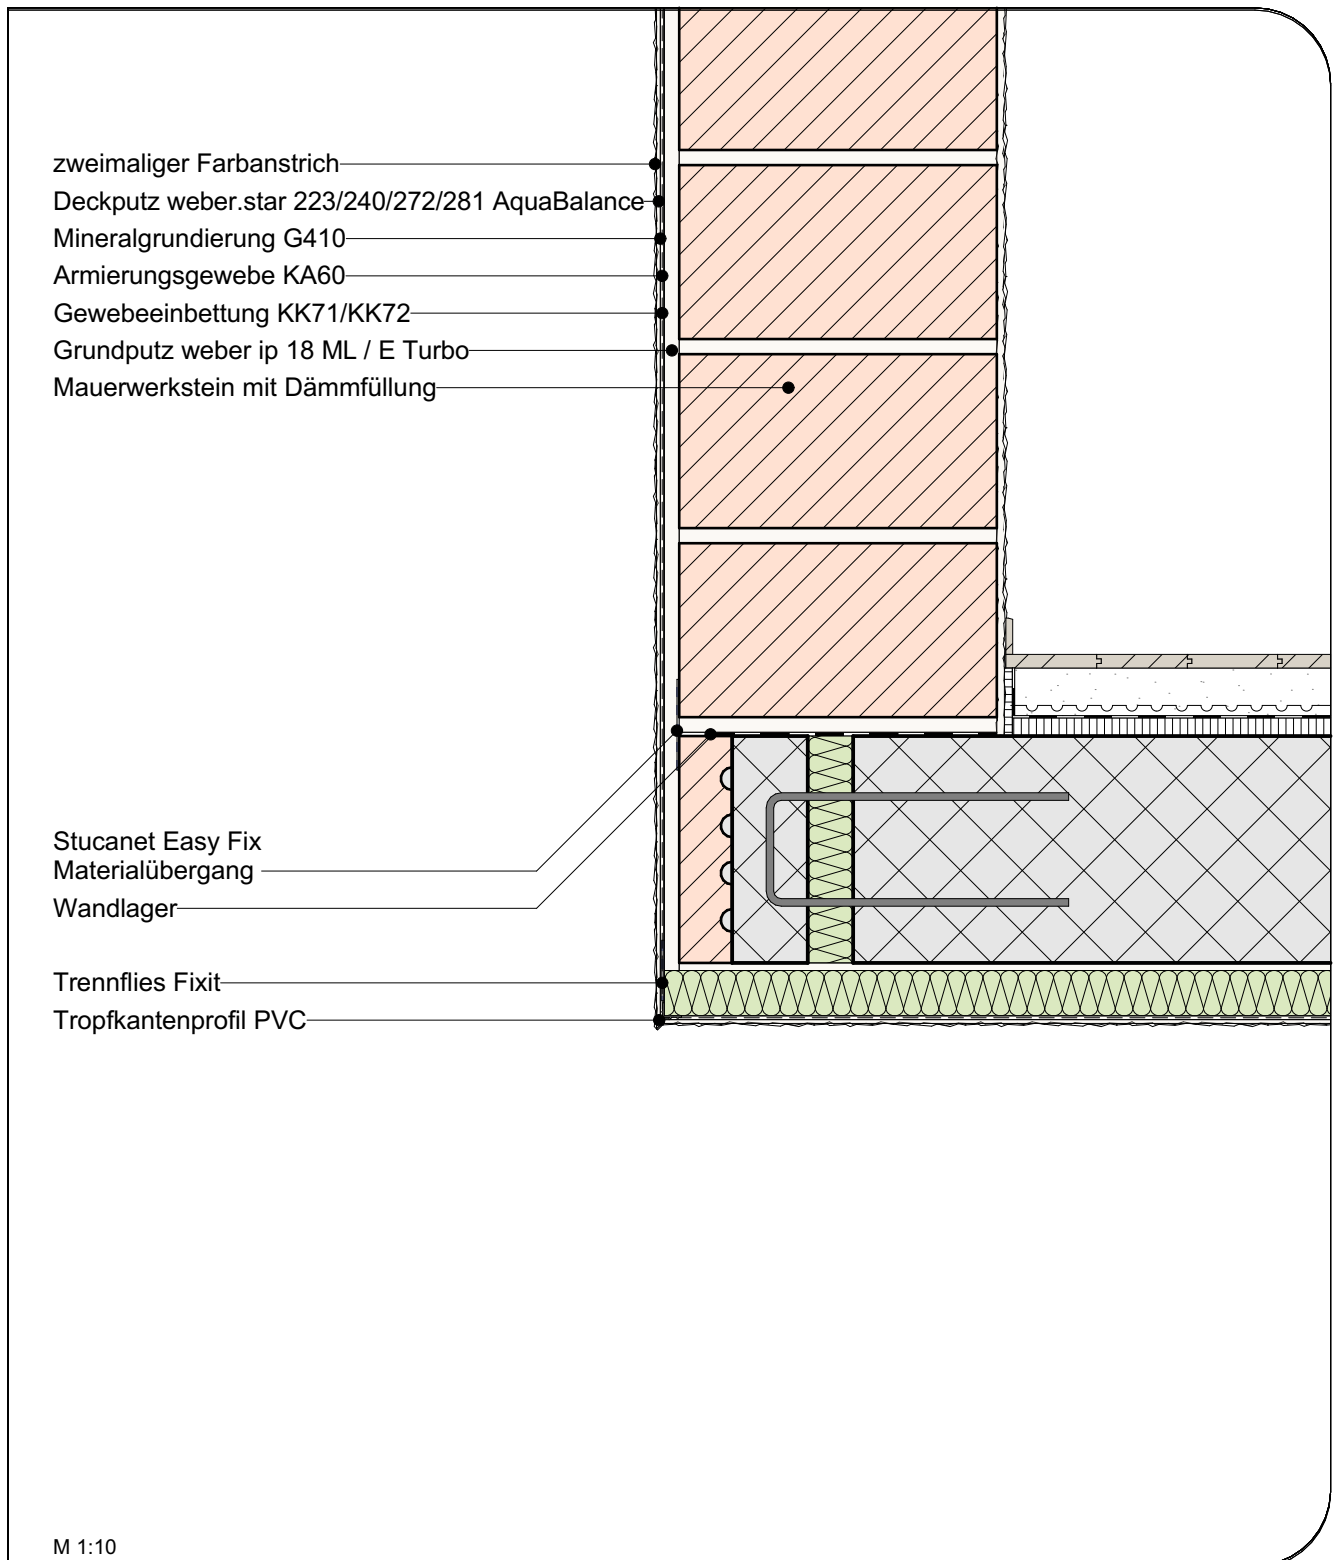 zweimaliger Farbanstrich
Deckputz weber.star 223/240/272/281 AquaBalance
Mineralgrundierung G410
Armierungsgewebe KA60
Gewebeeinbettung KK71/KK72
Grundputz weber ip 18 ML / E Turbo
Mauerwerkstein mit Dämmfüllung
Stucanet Easy Fix
Materialübergang
Wandlager
Trennflies Fixit
Tropfkantenprofil PVC
M 1:10